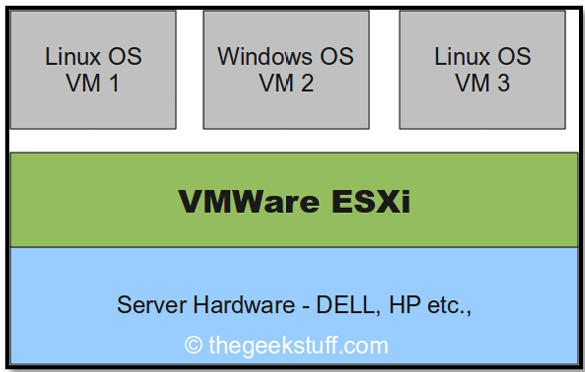 Linux OS
VM 1
Windows OS
VM 2
Linux OS
VM 3
VMWare ESXi
Server Hardware - DELL, HP etc.,
© thegeekstuff.com